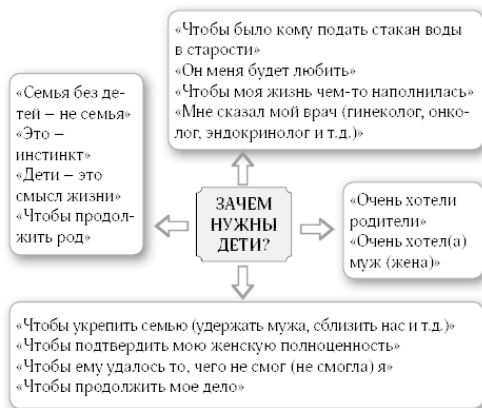 «Чтобы было кому подать стакан воды
в старости»
«Он меня будет любить»
«Чтобы моя жизнь чем-то наполнилась»
«Мне сказал мой врач (гинеколог, онко-
лог, эндокринолог и т.д.)»
«Семья без де-
тей – не семья»
«Это –
инстинкт»
«Дети – это
смысл жизни»
«Чтобы продол-
жить род»
ЗАЧЕМ
НУЖНЫ
ДЕТИ?
«Очень хотели
родители»
«Очень хотел(а)
муж (жена)»
«Чтобы укрепить семью (удержать мужа, сблизить нас и т.д.)»
«Чтобы подтвердить мою женскую полноценность»
«Чтобы ему удалось то, чего не смог (не смогла) я»
«Чтобы продолжить мое дело»